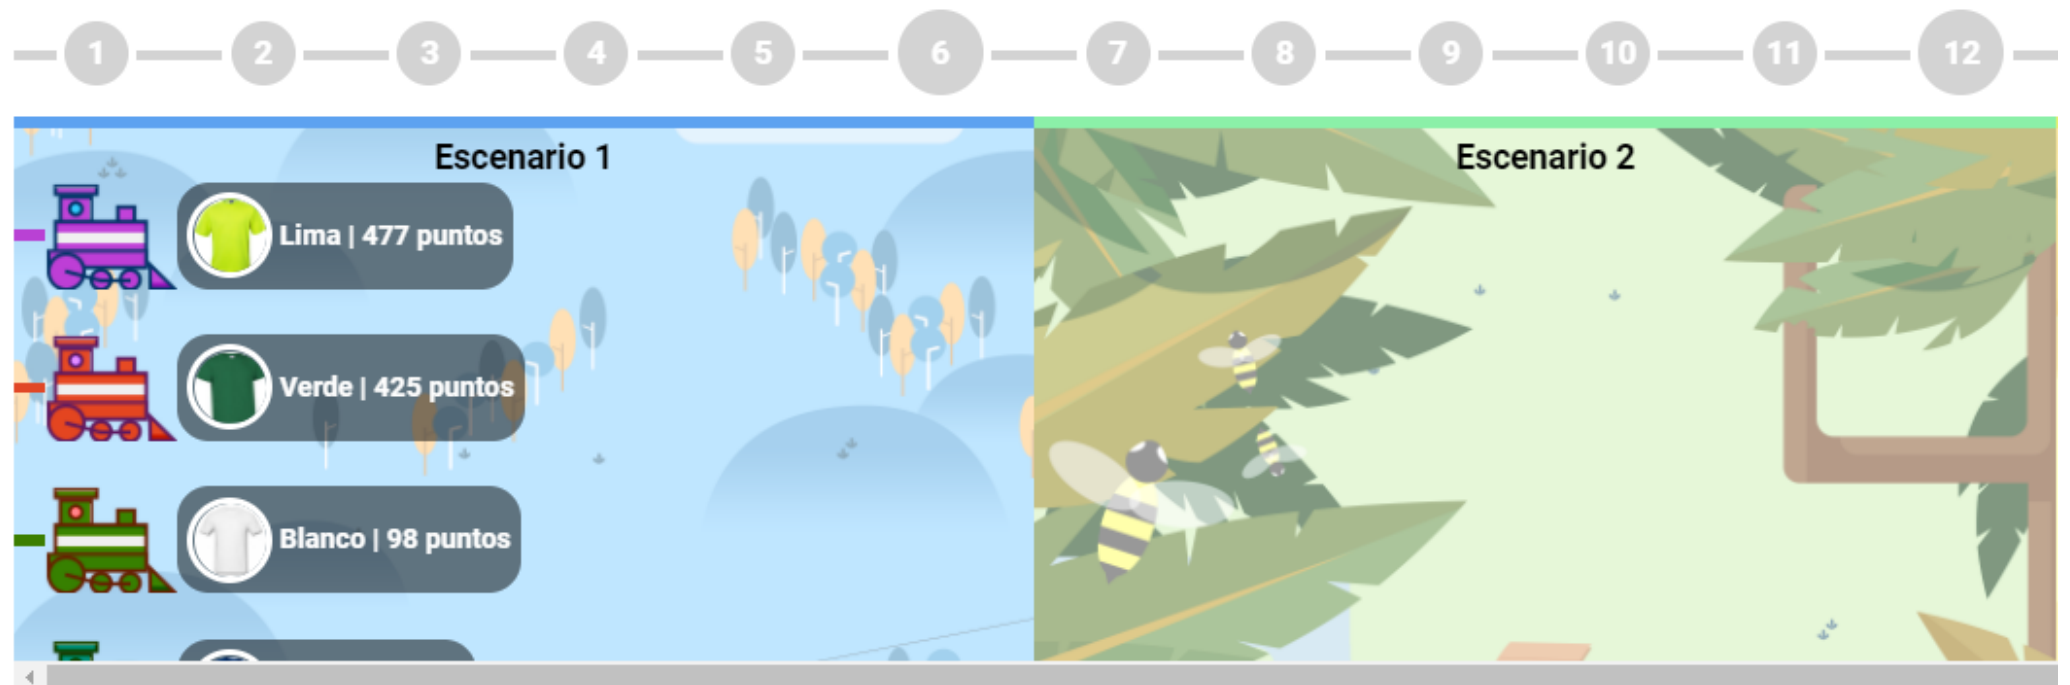 1 2 3 4 5 6 7 8 9 10 11 12
Escenario 1
Escenario 2
Lima | 477 puntos
Verde | 425 puntos
Blanco | 98 puntos